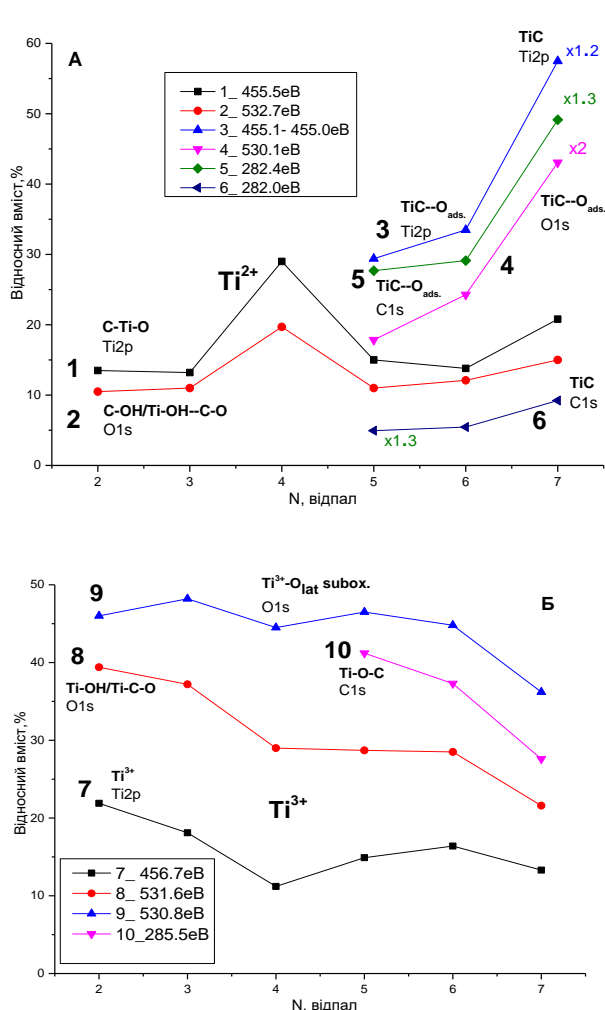 А
TiC
Ti2p
x1.2
1_ 455.5eB
2_ 532.7eB
3_ 455.1- 455.0eB
4_ 530.1eB
5_ 282.4eB
6_ 282.0eB
x1.3
x2
TiC--Oads.
Ti2p
3
TiC--Oads.
O1s
Ti2+
5
4
TiC--Oads.
C1s
C-Ti-O
Ti2p
1
2
C-OH/Ti-OH--C-O
O1s
TiC
C1s
6
x1.3
Відносний вміст,%
0
10
20
30
40
50
60
2
3
4
5
6
7
N, відпал
Б
9
Ti3+-Olat subox.
O1s
8
Ti-OH/Ti-C-O
O1s
10
Ti-O-C
C1s
7
Ti3+
Ti2p
Ti3+
7_ 456.7eB
8_ 531.6eB
9_ 530.8eB
10_285.5eB
Відносний вміст,%
0
10
20
30
40
50
2
3
4
5
6
7
N, відпал